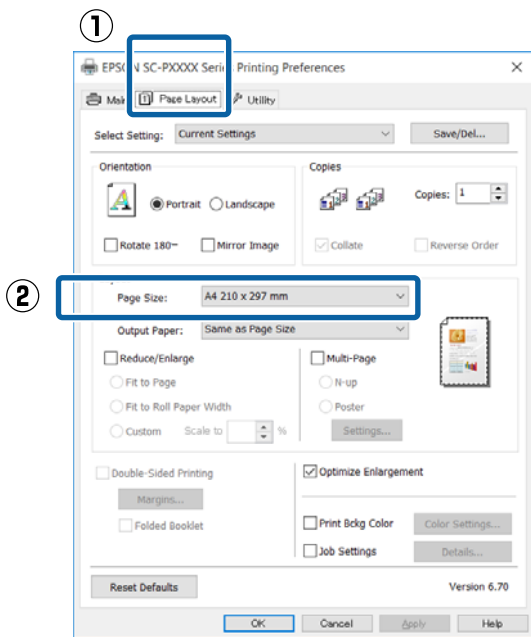 ①
EPSON SC-PXXXX Series Printing Preferences
Main Page Layout Utility
Select Setting: Current Settings Save/Del...
Orientation Copies
Portrait Landscape Copies: 1
Rotate 180° Mirror Image Collate Reverse Order
② Page Size: A4 210 x 297 mm
Output Paper: Same as Page Size
Reduce/Enlarge Multi-Page
Fit to Page N-up
Fit to Roll Paper Width Poster
Custom Scale to % Settings...
Double-Sided Printing Optimize Enlargement
Margins...
Folded Booklet Print Bckg Color Color Settings...
Job Settings Details...
Reset Defaults Version 6.70
OK Cancel Apply Help